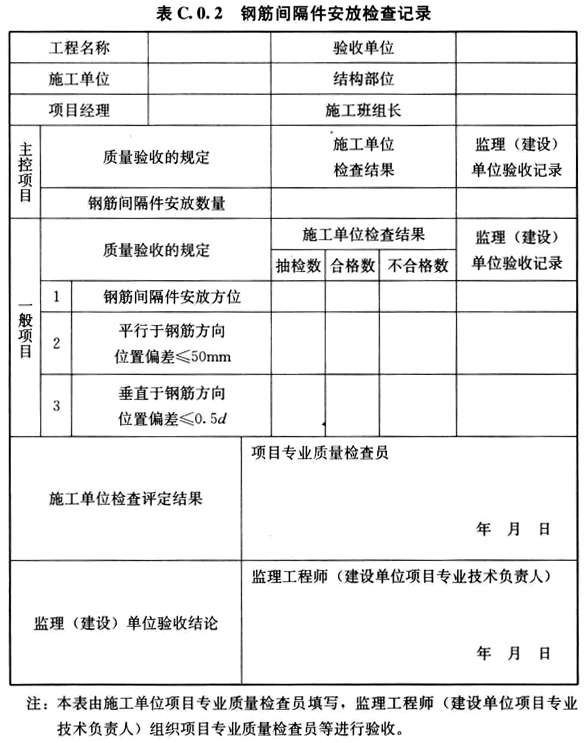 表 C.0.2 钢筋间隔件安放检查记录
工程名称
验收单位
施工单位
结构部位
项目经理
施工班组长
主控项目
质量验收的规定
施工单位
检查结果
监理（建设）
单位验收记录
钢筋间隔件安放数量
一般项目
质量验收的规定
施工单位检查结果
监理（建设）
单位验收记录
抽检数
合格数
不合格数
1
钢筋间隔件安放方位
2
平行于钢筋方向
位置偏差≤50mm
3
垂直于钢筋方向
位置偏差≤0.5d
施工单位检查评定结果
项目专业质量检查员
年 月 日
监理（建设）单位验收结论
监理工程师（建设单位项目专业技术负责人）
年 月 日
注：本表由施工单位项目专业质量检查员填写，监理工程师（建设单位项目专业
技术负责人）组织项目专业质量检查员等进行验收。